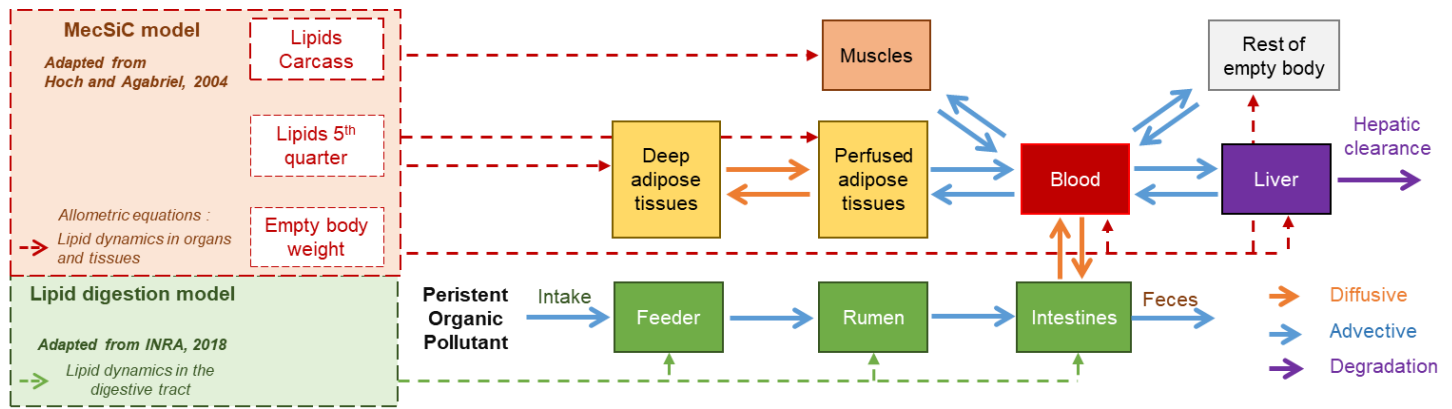 MecSiC model
Adapted from
Hoch and Agabriel, 2004
Lipids
Carcass
Lipids 5th
quarter
Allometric equations :
Lipid dynamics in organs
and tissues
Empty body
weight
Lipid digestion model
Adapted from INRA, 2018
Lipid dynamics in the
digestive tract
Muscles
Rest of
empty body
Deep
adipose
tissues
Perfused
adipose
tissues
Blood
Liver
Hepatic
clearance
Peristent
Organic
Pollutant
Intake
Feeder
Rumen
Intestines
Feces
Diffusive
Advective
Degradation